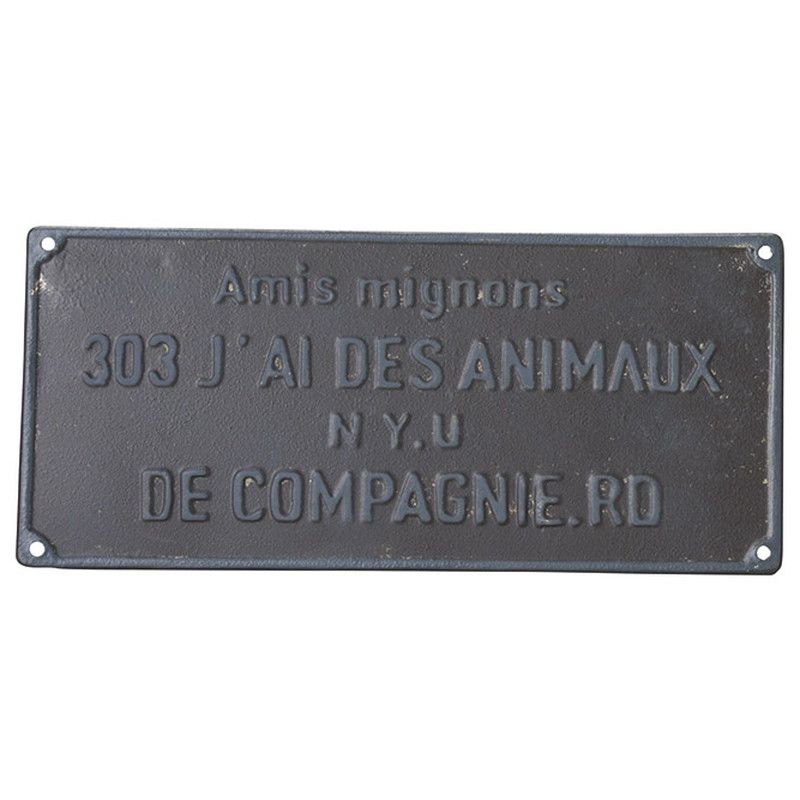 Amis mignons
303 J'AI DES ANIMAUX
N Y.U
DE COMPAGNIE.RD